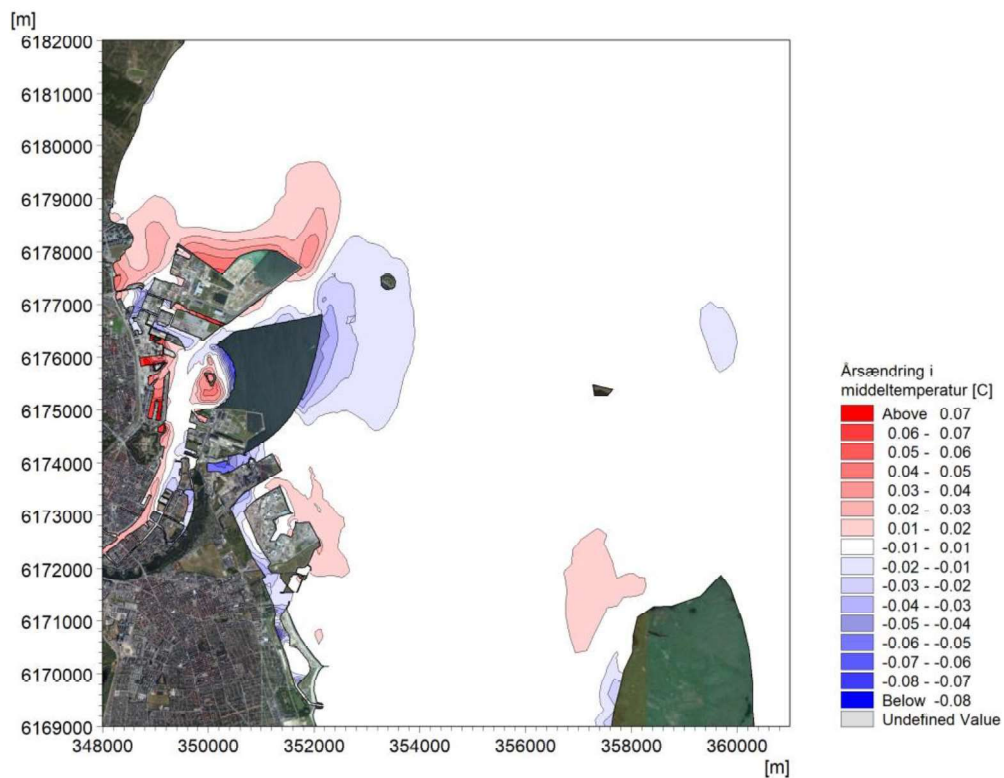 [m]
6182000
6181000
6180000
6179000
6178000
6177000
6176000
6175000
6174000
6173000
6172000
6171000
6170000
6169000
348000 350000 352000 354000 356000 358000 360000
[m]
Årsændring i
middeltemperatur [C]
Above 0.07
0.06 - 0.07
0.05 - 0.06
0.04 - 0.05
0.03 - 0.04
0.02 - 0.03
0.01 - 0.02
-0.01 - 0.01
-0.02 - -0.01
-0.03 - -0.02
-0.04 - -0.03
-0.05 - -0.04
-0.06 - -0.05
-0.07 - -0.06
-0.08 - -0.07
Below -0.08
Undefined Value